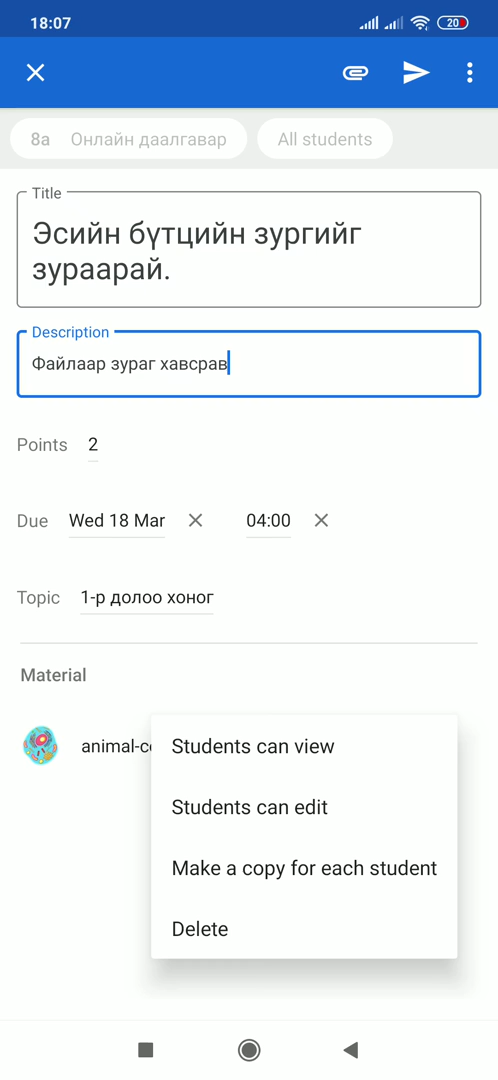 18:07
20
8a Онлайн даалгавар
All students
Title
Эсийн бүтцийн зургийг
зураарай.
Description
Файлаар зураг хавсрав
Points 2
Due Wed 18 Mar 04:00
Topic 1-р долоо хоног
Material
animal-c
Students can view
Students can edit
Make a copy for each student
Delete